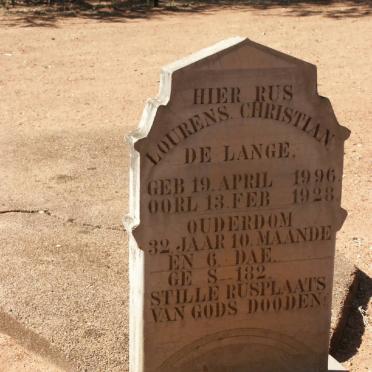 HIER RUS
LOURENS CHRISTIAN
DE LANGE.
GEB 19. APRIL 1996
OORL 13. FEB 1928
OUDERDOM
32 JAAR 10. MAANDE
EN 6. DAE.
GE S 182.
STILLE RUSPLAATS
VAN GODS DOODEN!